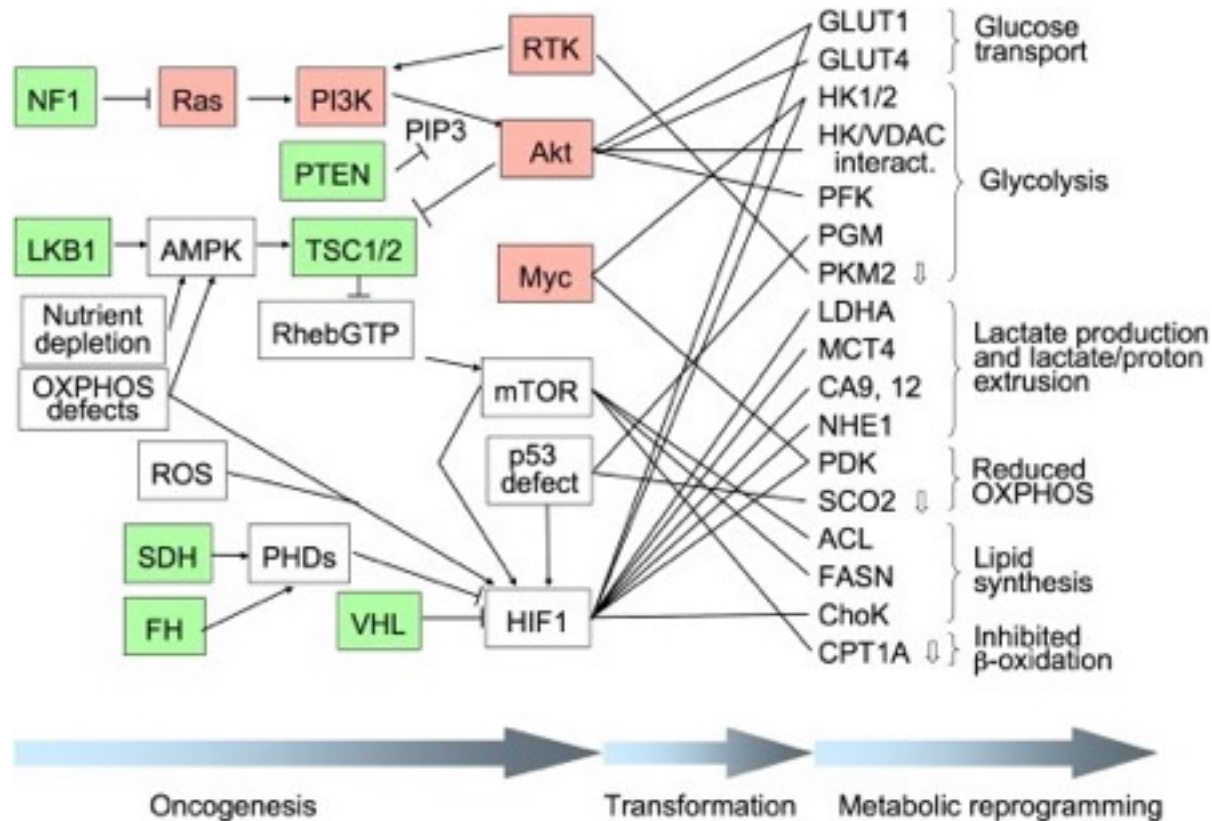 NF1
Ras
PI3K
RTK
PIP3
PTEN
Akt
LKB1
AMPK
TSC1/2
Myc
Nutrient
depletion
RhebGTP
OXPHOS
defects
mTOR
ROS
p53
defect
SDH
PHDs
FH
VHL
HIF1
GLUT1
GLUT4
HK1/2
HK/VDAC
interact.
PFK
PGM
PKM2 ⇩
LDHA
MCT4
CA9, 12
NHE1
PDK
SCO2 ⇩
ACL
FASN
ChoK
CPT1A ⇩
Glucose
transport
Glycolysis
Lactate production
and lactate/proton
extrusion
Reduced
OXPHOS
Lipid
synthesis
Inhibited
β-oxidation
Oncogenesis
Transformation
Metabolic reprogramming